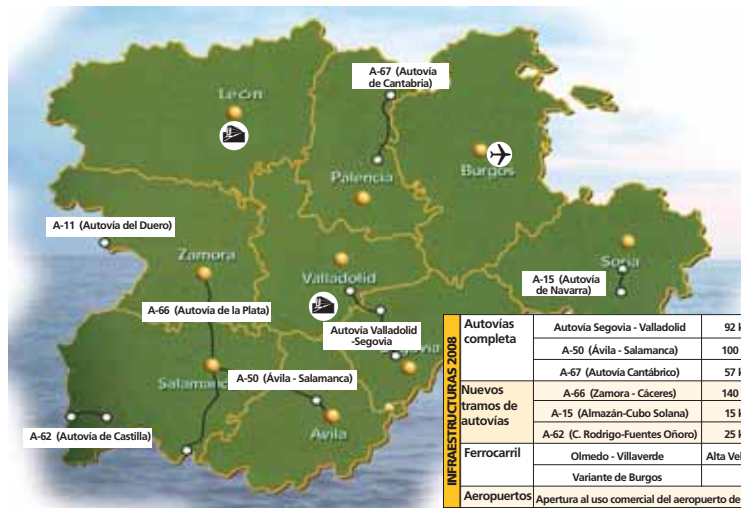 A-67 (Autovía
de Cantabria)
León
Palencia
Burgos
A-11 (Autovía del Duero)
Zamora
Soria
Valladolid
A-15 (Autovía
de Navarra)
A-66 (Autovía de la Plata)
Autovía Valladolid
-Segovia
Salamanc
A-50 (Ávila - Salamanca)
Ávila
A-62 (Autovía de Castilla)
INFRAESTRUCTURAS 2008
Autovías
completa
Autovía Segovia - Valladolid 92 k
A-50 (Ávila - Salamanca) 100
A-67 (Autovía Cantábrico) 57 k
Nuevos
tramos de
autovías
A-66 (Zamora - Cáceres) 140
A-15 (Almazán-Cubo Solana) 15 k
A-62 (C. Rodrigo-Fuentes Oñoro) 25 k
Ferrocarril
Olmedo - Villaverde Alta Vel
Variante de Burgos
Aeropuertos Apertura al uso comercial del aeropuerto de